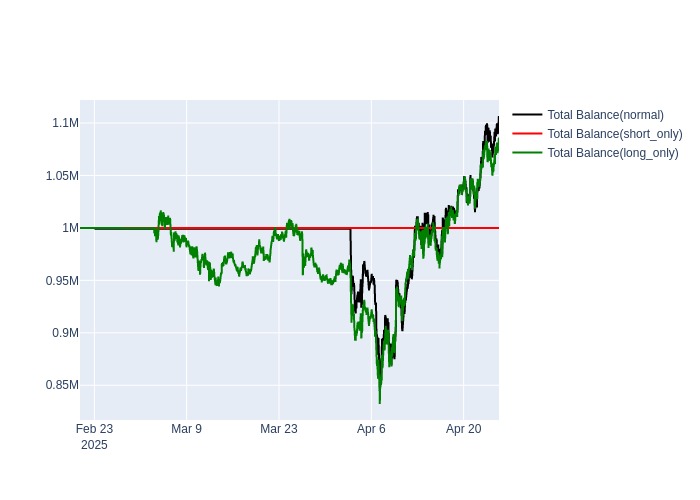 1.1M
1.05M
1M
0.95M
0.9M
0.85M
Feb 23
2025
Mar 9
Mar 23
Apr 6
Apr 20
Total Balance(normal)
Total Balance(short_only)
Total Balance(long_only)